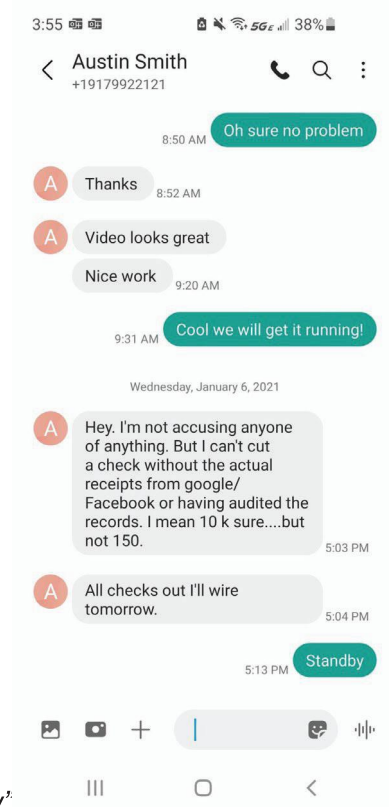 3:55 5GE 38%
Austin Smith
+19179922121
8:50 AM Oh sure no problem
A Thanks 8:52 AM
A Video looks great
Nice work 9:20 AM
9:31 AM Cool we will get it running!
Wednesday, January 6, 2021
A Hey. I'm not accusing anyone
of anything. But I can't cut
a check without the actual
receipts from google/
Facebook or having audited the
records. I mean 10 k sure....but
not 150. 5:03 PM
A All checks out I'll wire
tomorrow. 5:04 PM
5:13 PM Standby